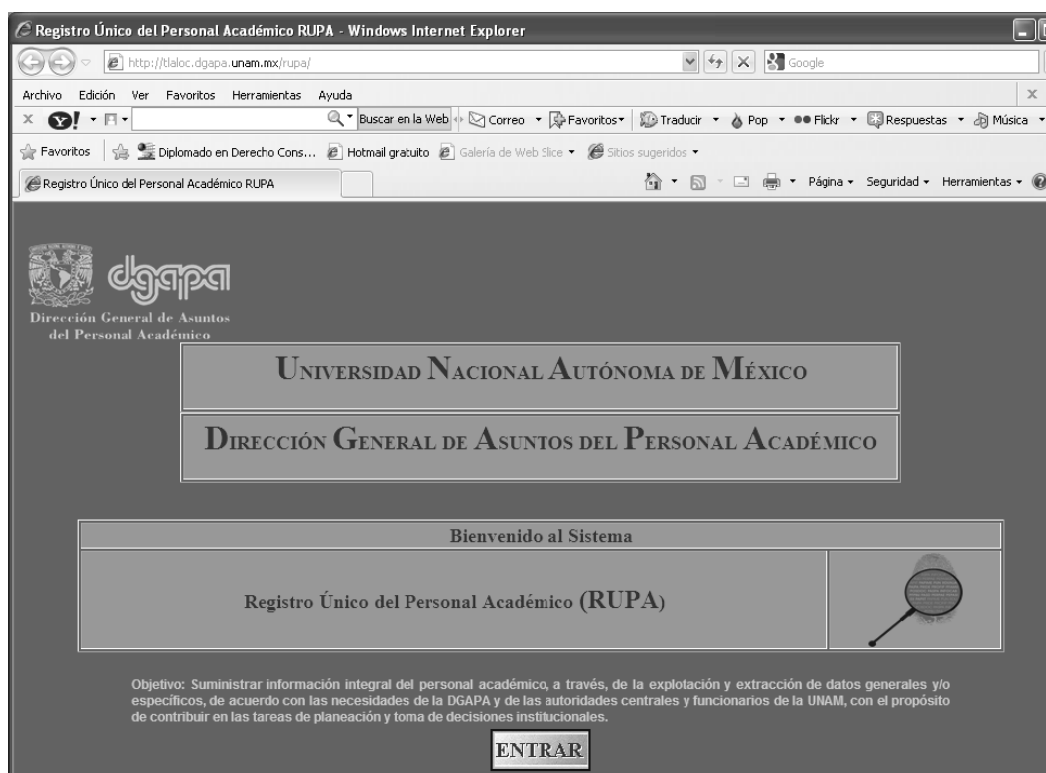 Registro Único del Personal Académico RUPA - Windows Internet Explorer
http://tlaloc.dgapa.unam.mx/rupa/ Google
Archivo Edición Ver Favoritos Herramientas Ayuda
Y! Buscar en la Web Correo Favoritos Traducir Pop Flickr Respuestas Música
Favoritos Diplomado en Derecho Cons... Hotmail gratuito Galería de Web Slice Sitios sugeridos
Registro Único del Personal Académico RUPA Página Seguridad Herramientas
dgapa
Dirección General de Asuntos
del Personal Académico
UNIVERSIDAD NACIONAL AUTÓNOMA DE MÉXICO
DIRECCIÓN GENERAL DE ASUNTOS DEL PERSONAL ACADÉMICO
Bienvenido al Sistema
Registro Único del Personal Académico (RUPA)
Objetivo: Suministrar información integral del personal académico, a través, de la explotación y extracción de datos generales y/o
específicos, de acuerdo con las necesidades de la DGAPA y de las autoridades centrales y funcionarios de la UNAM, con el propósito
de contribuir en las tareas de planeación y toma de decisiones institucionales.
ENTRAR